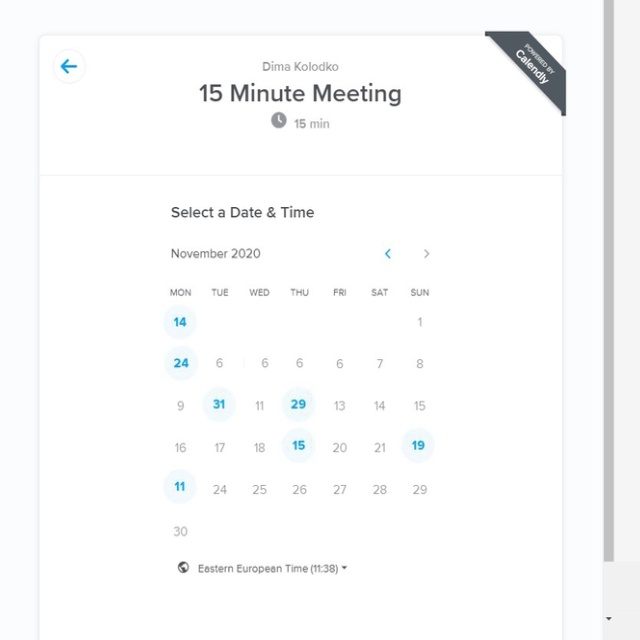 Dima Kolodko
POWERED BY
Calendly
15 Minute Meeting
15 min
Select a Date & Time
November 2020
MON TUE WED THU FRI SAT SUN
14 1
24 6 6 6 6 7 8
9 31 11 29 13 14 15
16 17 18 15 20 21 19
11 24 25 26 27 28 29
30
Eastern European Time (11:38)